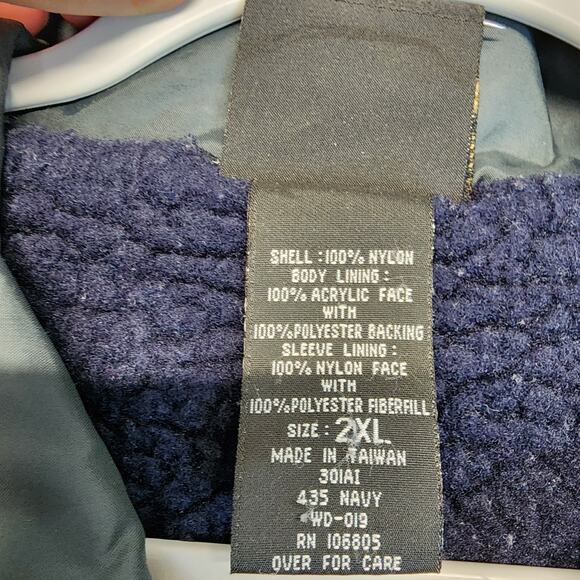 SHELL : 100% NYLON
BODY LINING :
100% ACRYLIC FACE
WITH
100%POLYESTER BACKING
SLEEVE LINING :
100% NYLON FACE
WITH
100%POLYESTER FIBERFILL
SIZE : 2XL
MADE IN TAIWAN
301AI
435 NAVY
WD-019
RN 106805
OVER FOR CARE